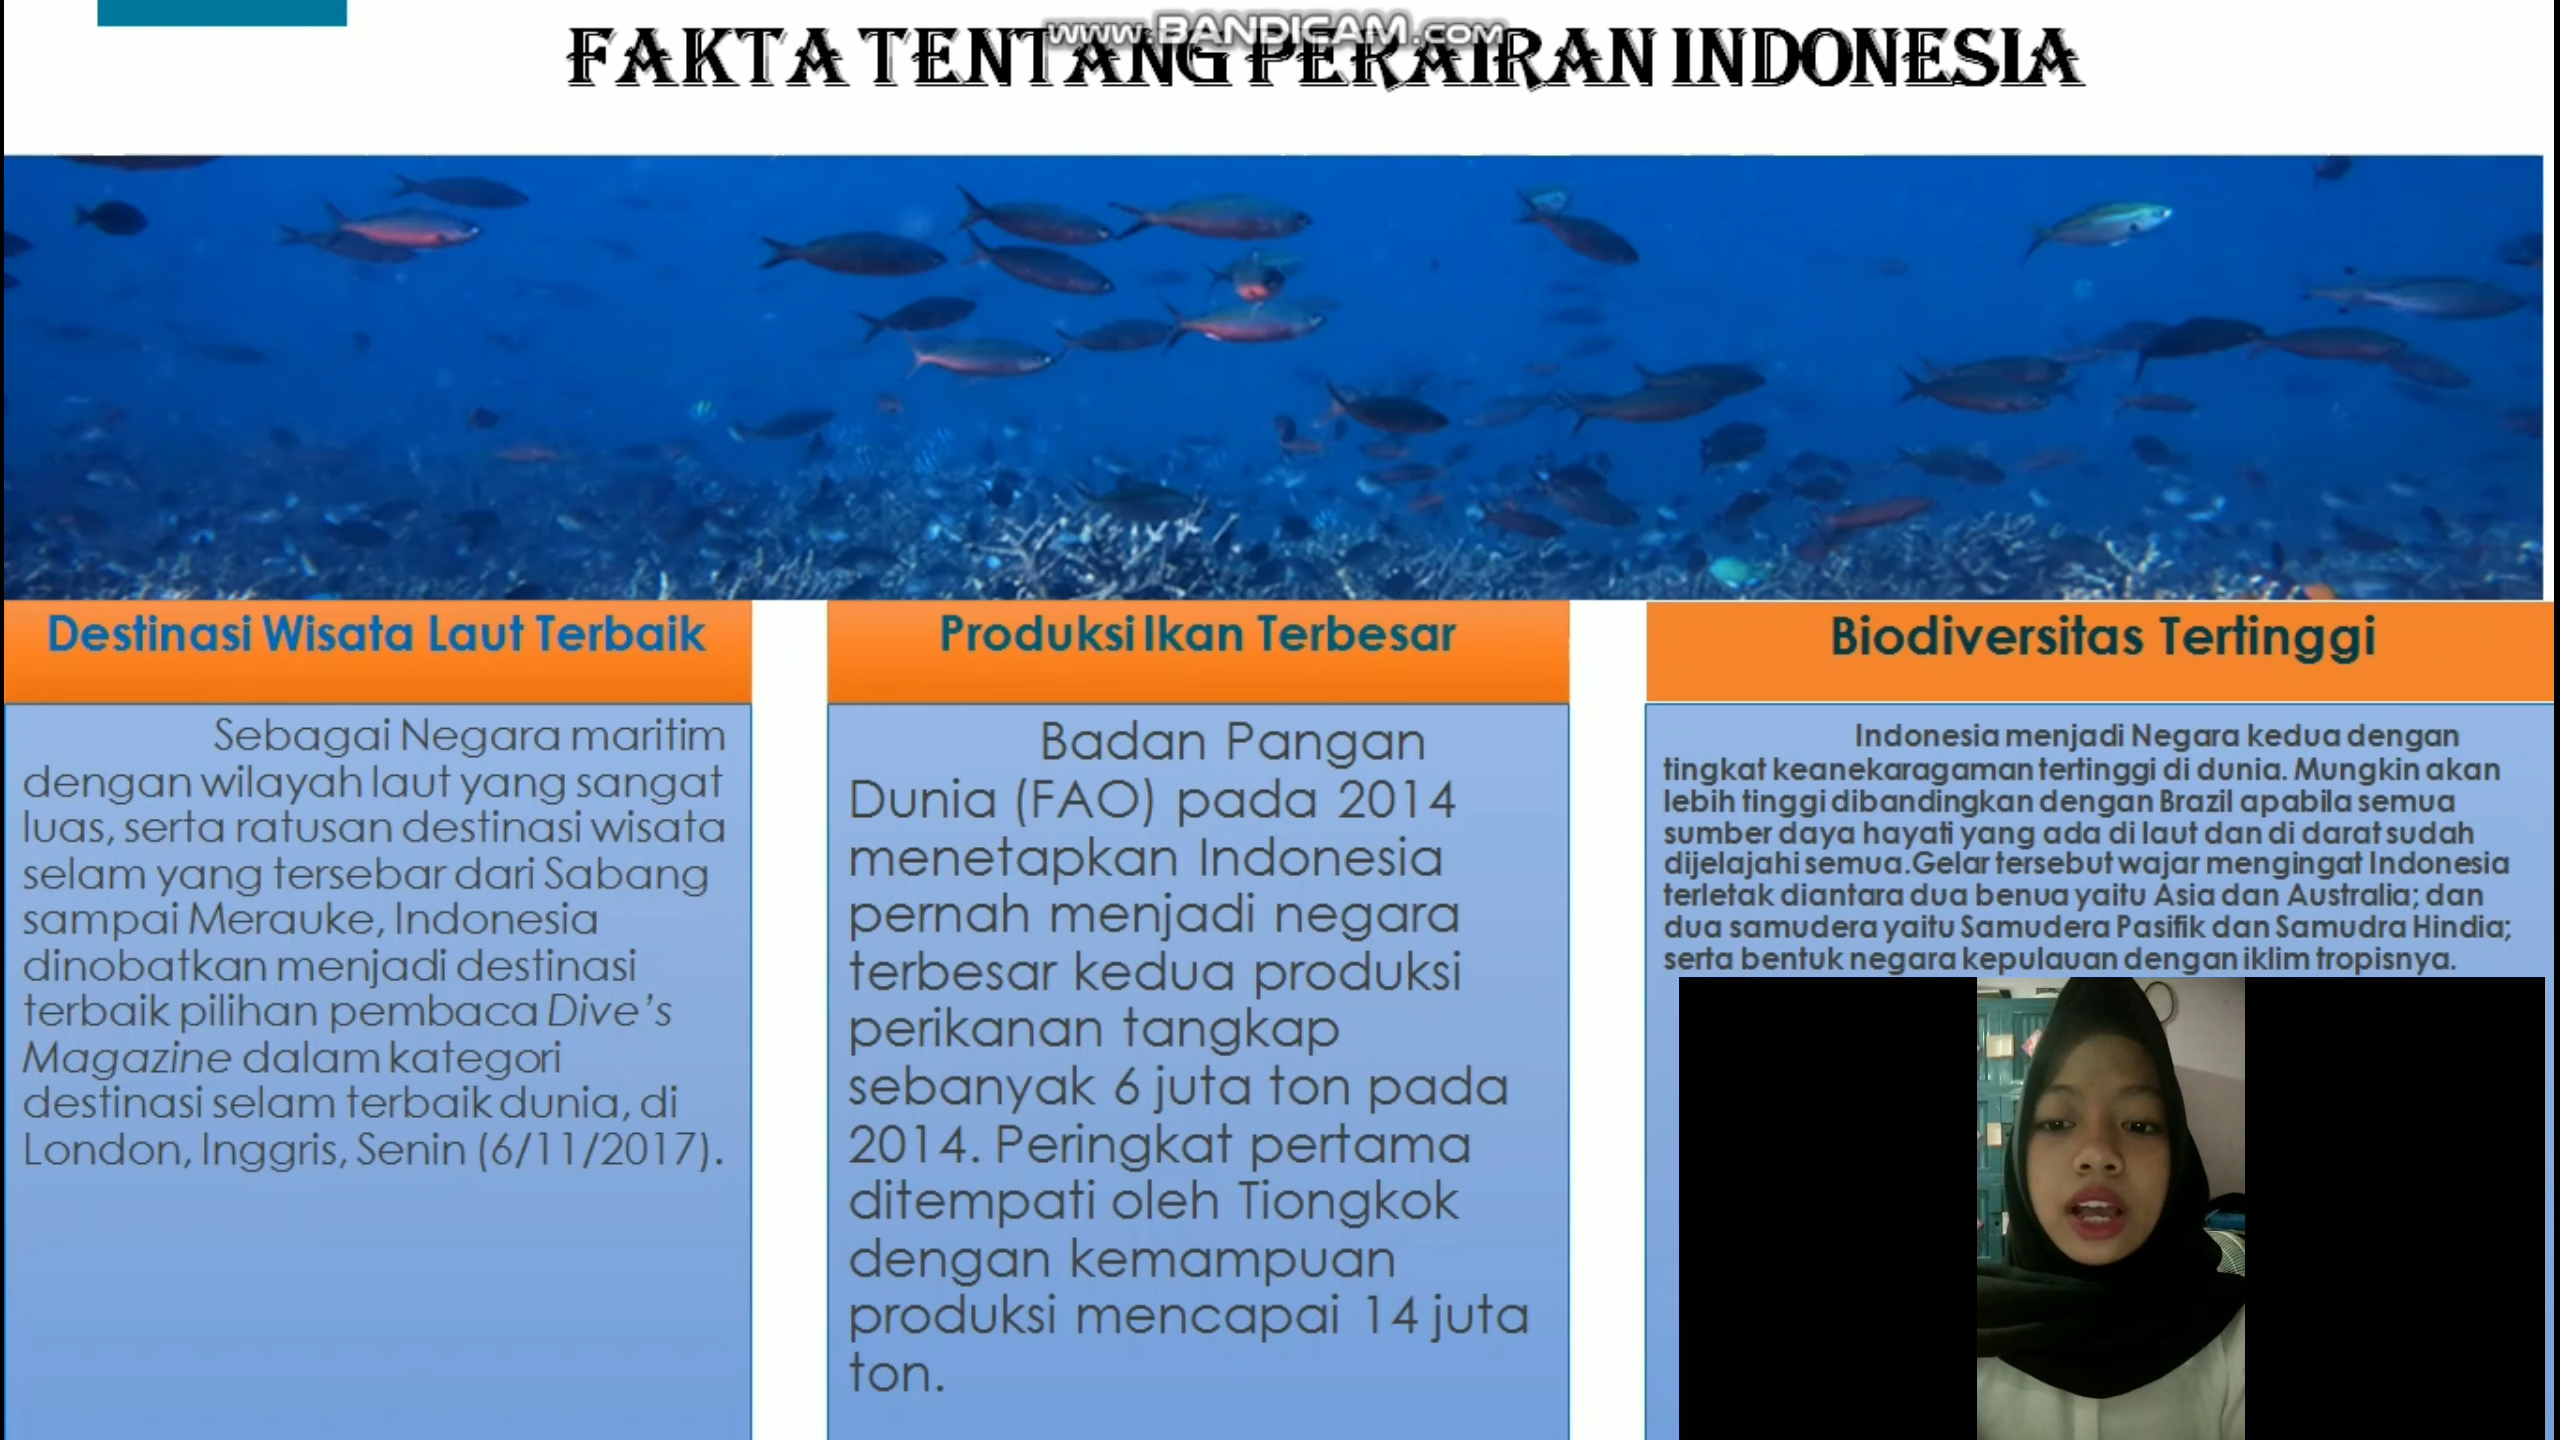 www.BANDICAM.com
FAKTA TENTANG PERAIRAN INDONESIA
Destinasi Wisata Laut Terbaik
Sebagai Negara maritim
dengan wilayah laut yang sangat
luas, serta ratusan destinasi wisata
selam yang tersebar dari Sabang
sampai Merauke, Indonesia
dinobatkan menjadi destinasi
terbaik pilihan pembaca Dive's
Magazine dalam kategori
destinasi selam terbaik dunia, di
London, Inggris, Senin (6/11/2017).
Produksi Ikan Terbesar
Badan Pangan
Dunia (FAO) pada 2014
menetapkan Indonesia
pernah menjadi negara
terbesar kedua produksi
perikanan tangkap
sebanyak 6 juta ton pada
2014. Peringkat pertama
ditempati oleh Tiongkok
dengan kemampuan
produksi mencapai 14 juta
ton.
Biodiversitas Tertinggi
Indonesia menjadi Negara kedua dengan
tingkat keanekaragaman tertinggi di dunia. Mungkin akan
lebih tinggi dibandingkan dengan Brazil apabila semua
sumber daya hayati yang ada di laut dan di darat sudah
dijelajahi semua.Gelar tersebut wajar mengingat Indonesia
terletak diantara dua benua yaitu Asia dan Australia; dan
dua samudera yaitu Samudera Pasifik dan Samudra Hindia;
serta bentuk negara kepulauan dengan iklim tropisnya.